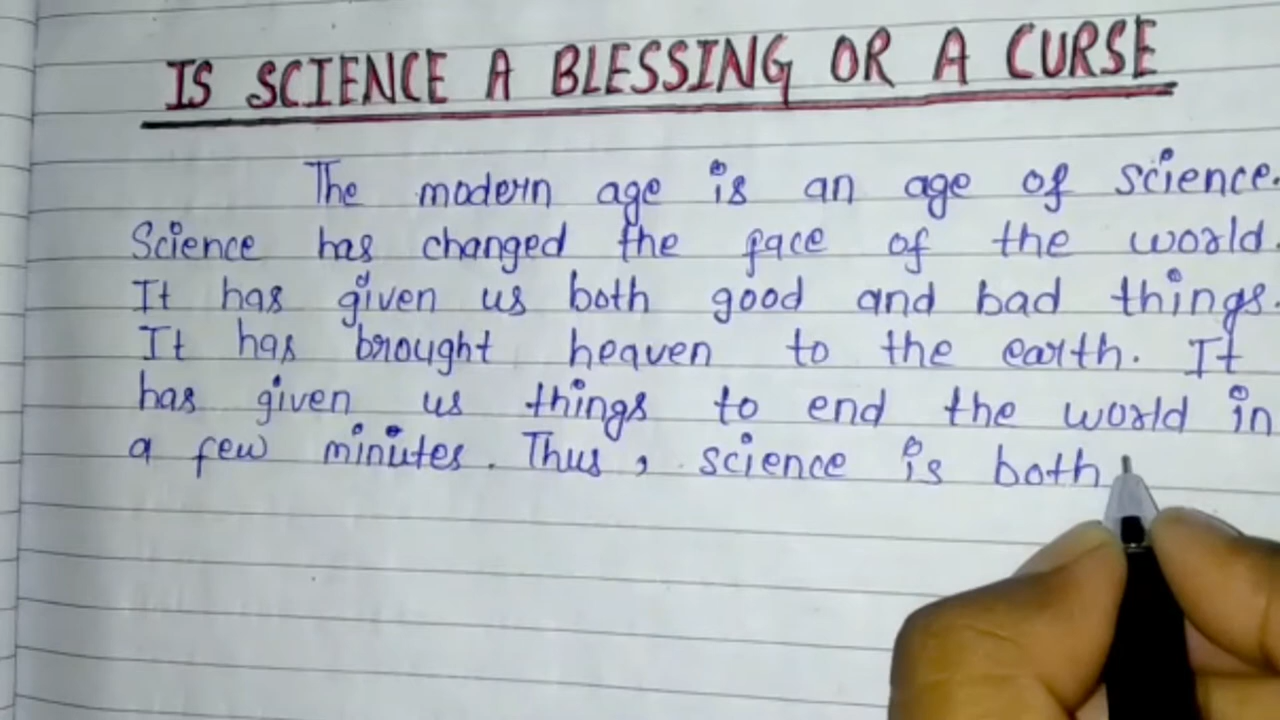 IS SCIENCE A BLESSING OR A CURSE
The modern age is an age of science.
Science has changed the face of the world.
It has given us both good and bad things.
It has brought heaven to the earth. It
has given us things to end the world in
a few minutes. Thus, science is both